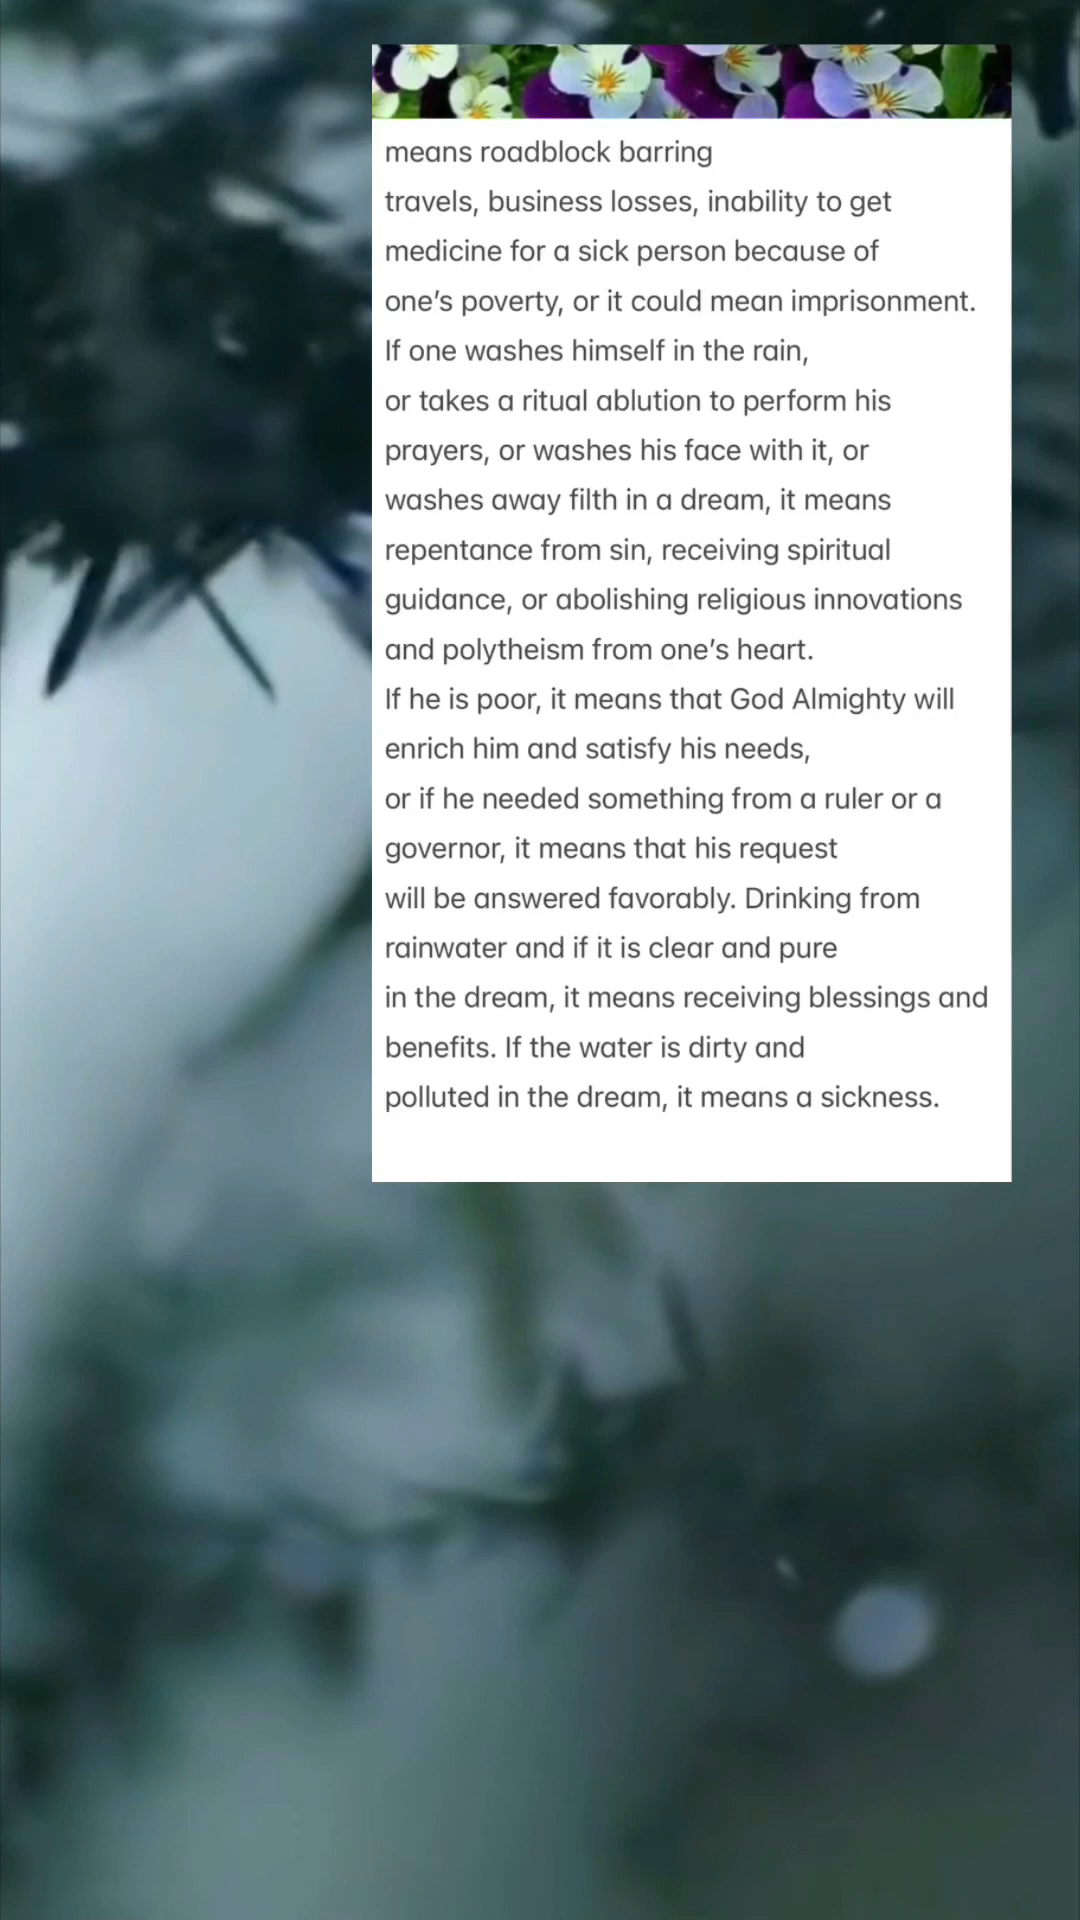 means roadblock barring
travels, business losses, inability to get
medicine for a sick person because of
one’s poverty, or it could mean imprisonment.
If one washes himself in the rain,
or takes a ritual ablution to perform his
prayers, or washes his face with it, or
washes away filth in a dream, it means
repentance from sin, receiving spiritual
guidance, or abolishing religious innovations
and polytheism from one’s heart.
If he is poor, it means that God Almighty will
enrich him and satisfy his needs,
or if he needed something from a ruler or a
governor, it means that his request
will be answered favorably. Drinking from
rainwater and if it is clear and pure
in the dream, it means receiving blessings and
benefits. If the water is dirty and
polluted in the dream, it means a sickness.